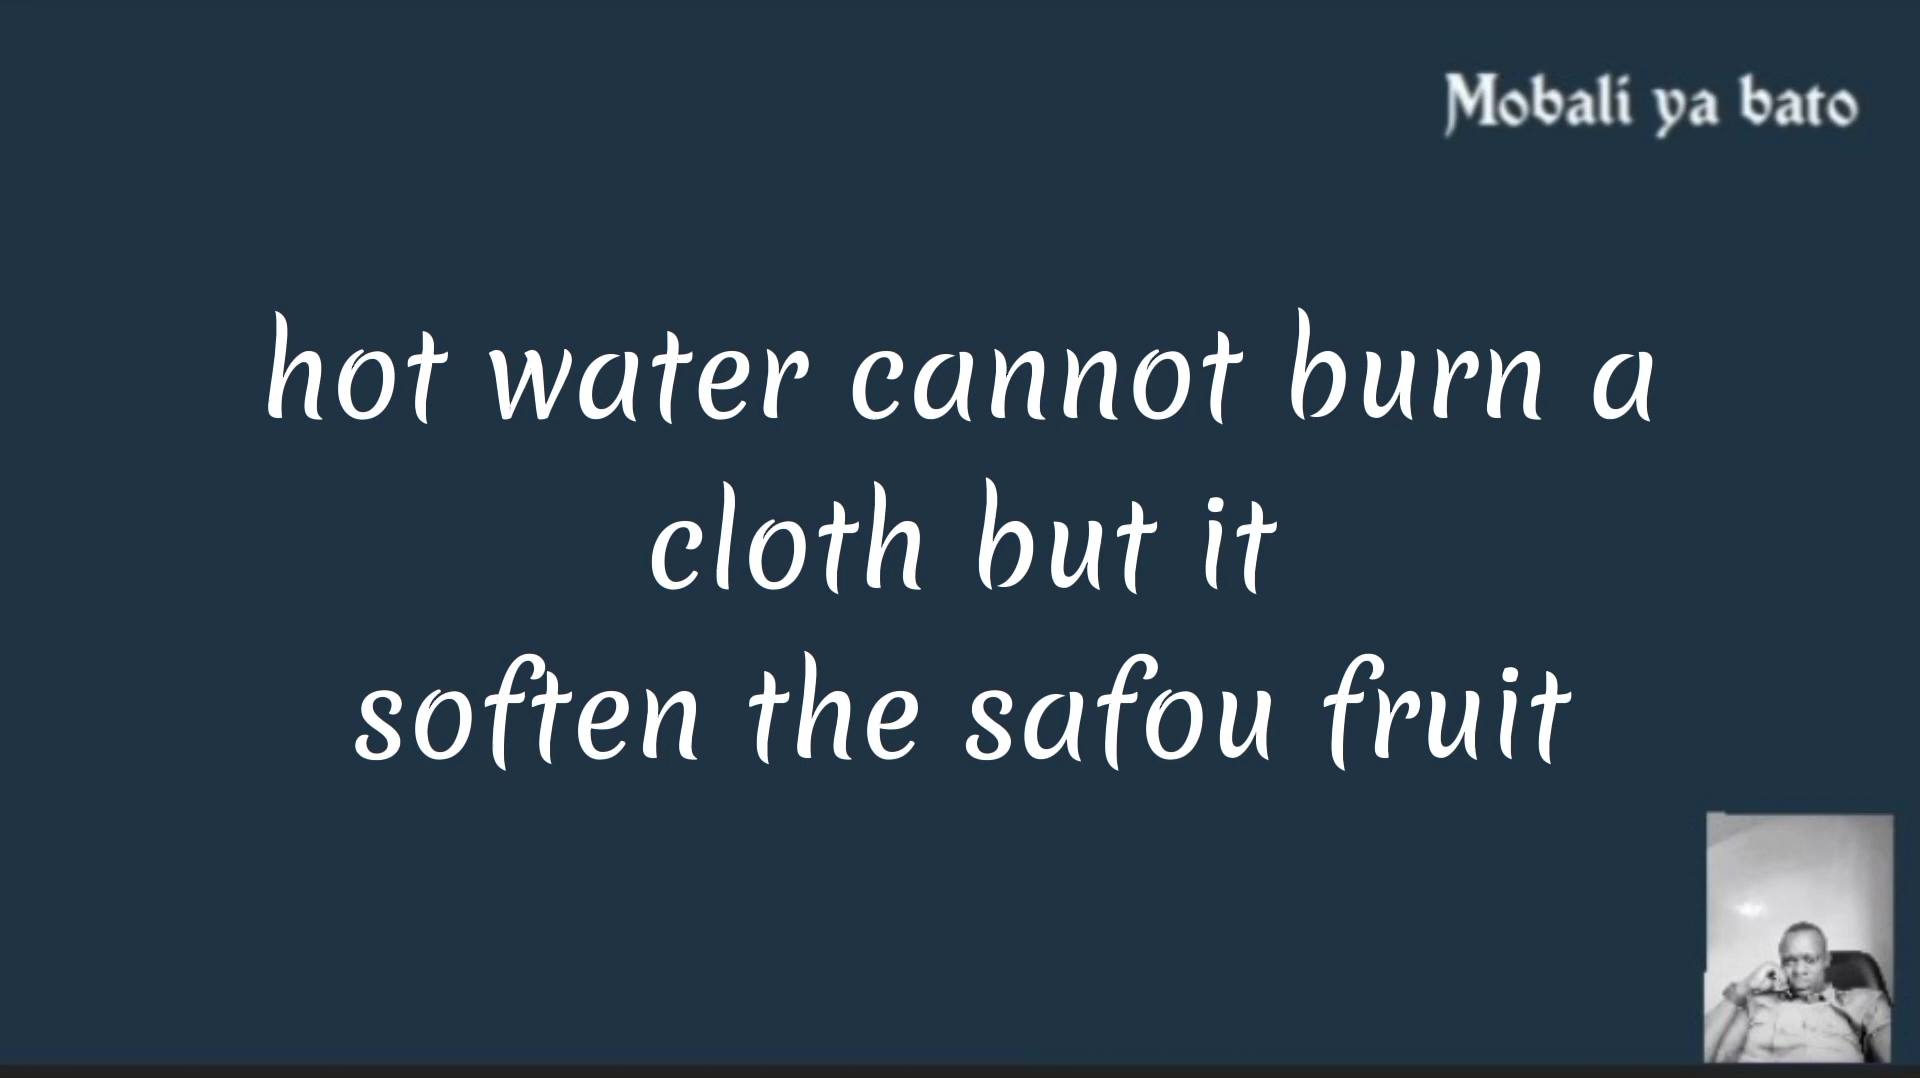 Mobali ya bato
hot water cannot burn a
cloth but it
soften the safou fruit